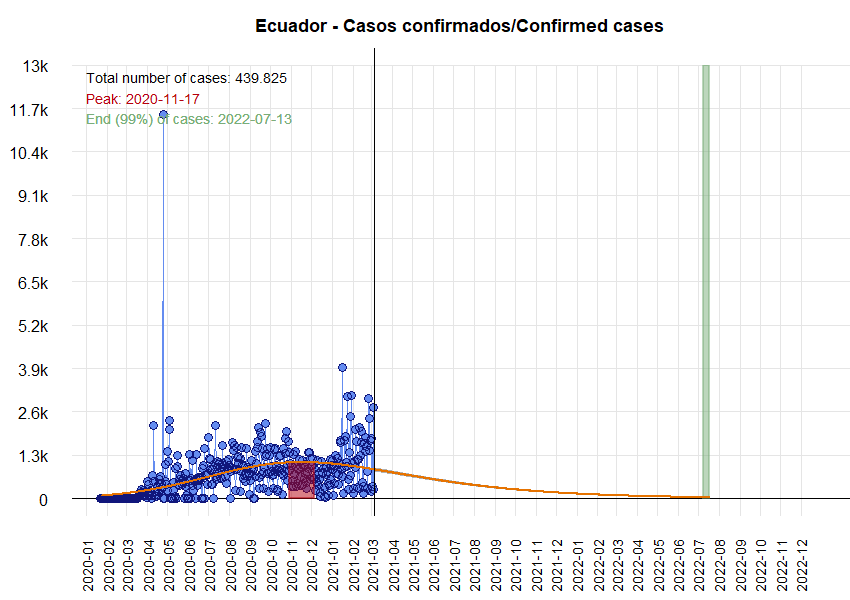 Ecuador - Casos confirmados/Confirmed cases
13k
11.7k
10.4k
9.1k
7.8k
6.5k
5.2k
3.9k
2.6k
1.3k
0
Total number of cases: 439.825
Peak: 2020-11-17
End (99%) of cases: 2022-07-13
2020-01
2020-02
2020-03
2020-04
2020-05
2020-06
2020-07
2020-08
2020-09
2020-10
2020-11
2020-12
2021-01
2021-02
2021-03
2021-04
2021-05
2021-06
2021-07
2021-08
2021-09
2021-10
2021-11
2021-12
2022-02
2022-02
2022-03
2022-04
2022-05
2022-06
2022-07
2022-08
2022-09
2022-10
2022-11
2022-12